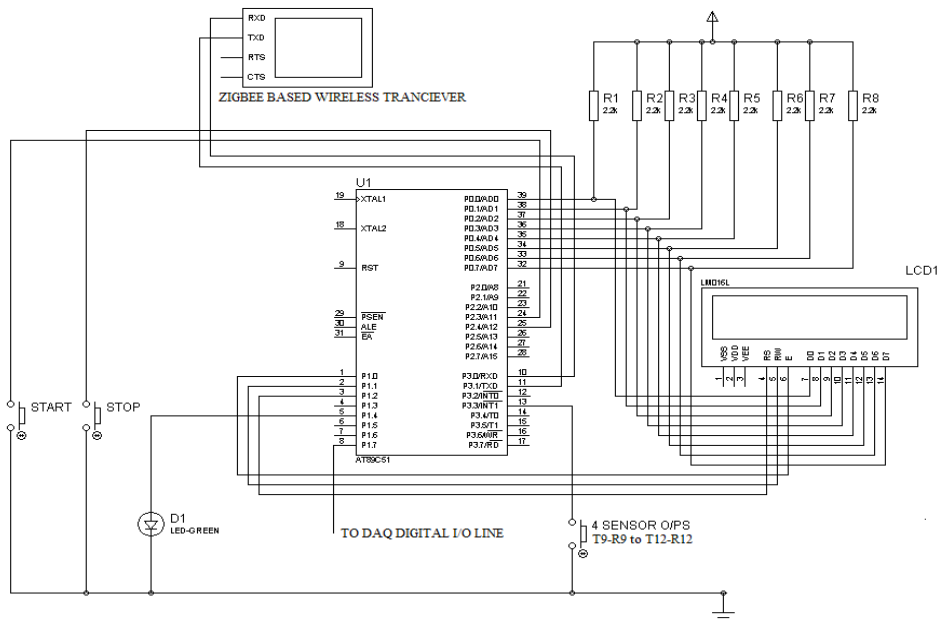 RXD
TXD
RTS
CTS
ZIGBEE BASED WIRELESS TRANCIEVER
R1
2.2k
R2
2.2k
R3
2.2k
R4
2.2k
R5
2.2k
R6
2.2k
R7
2.2k
R8
2.2k
U1
19 XTAL1
18 XTAL2
9 RST
29 PSEN
30 ALE
31 EA
1 P1.0
2 P1.1
3 P1.2
4 P1.3
5 P1.4
6 P1.5
7 P1.6
8 P1.7
P0.0/AD0 39
P0.1/AD1 38
P0.2/AD2 37
P0.3/AD3 36
P0.4/AD4 35
P0.5/AD5 34
P0.6/AD6 33
P0.7/AD7 32
P2.0/A8 21
P2.1/A9 22
P2.2/A10 23
P2.3/A11 24
P2.4/A12 25
P2.5/A13 26
P2.6/A14 27
P2.7/A15 28
P3.0/RXD 10
P3.1/TXD 11
P3.2/INT0 12
P3.3/INT1 13
P3.4/T0 14
P3.5/T1 15
P3.6/WR 16
P3.7/RD 17
AT89C51
LCD1
LM016L
VSS VDD VEE RS RW E D0 D1 D2 D3 D4 D5 D6 D7
1 2 3 4 5 6 7 8 9 10 11 12 13 14
START
STOP
D1
LED-GREEN
TO DAQ DIGITAL I/O LINE
4 SENSOR O/PS
T9-R9 to T12-R12